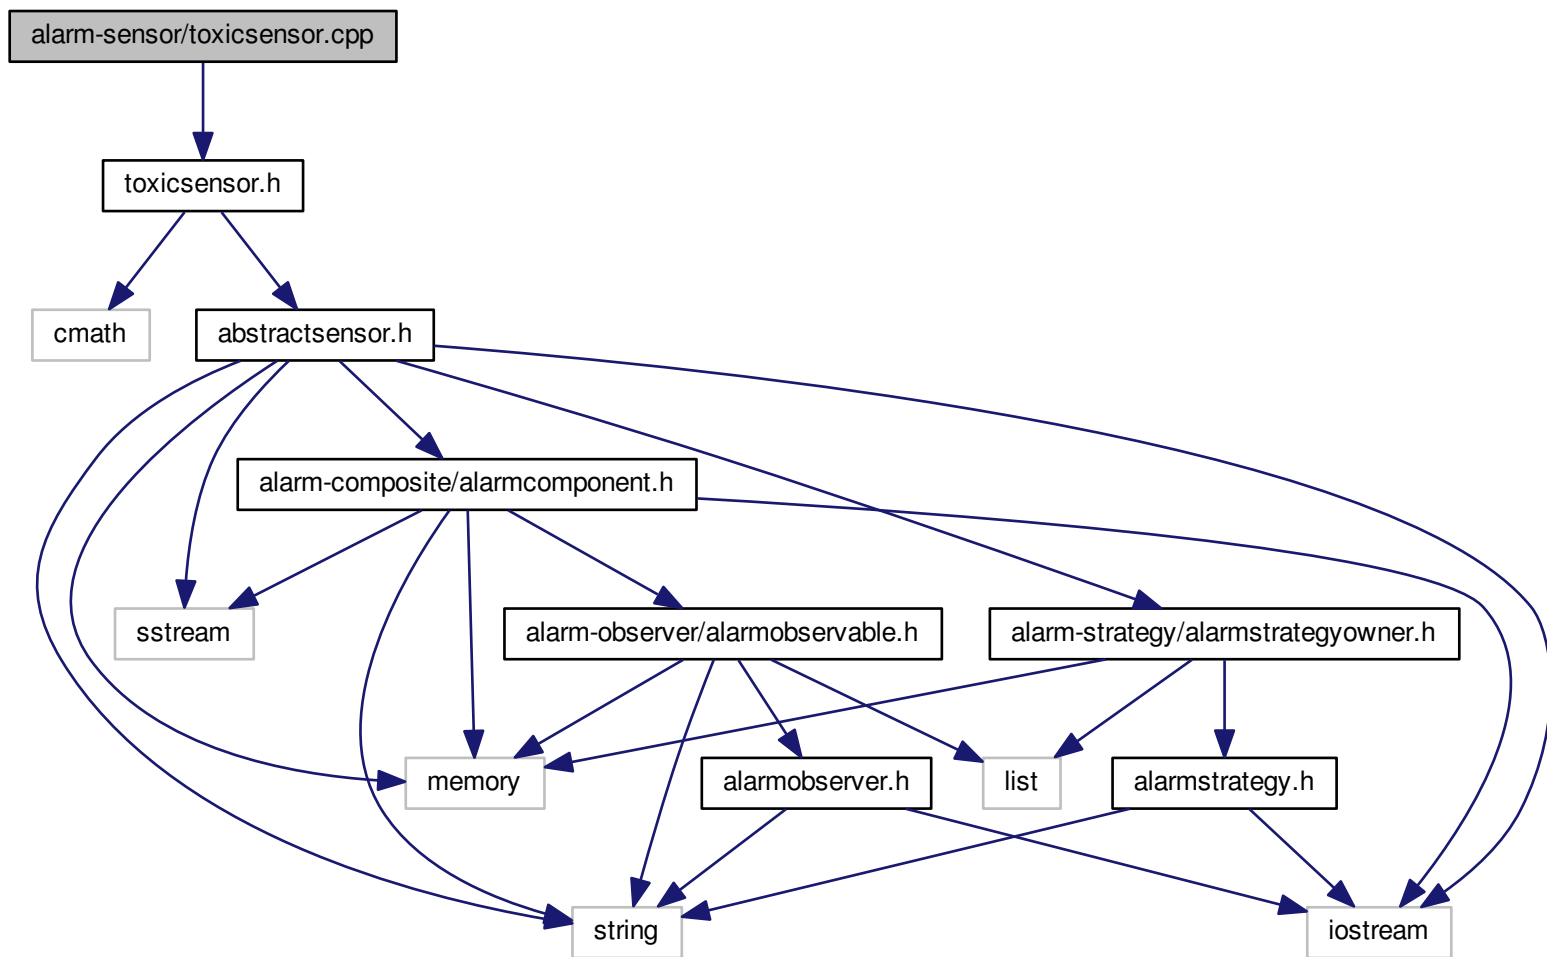 alarm-sensor/toxicsensor.cpp
toxicsensor.h
cmath
abstractsensor.h
alarm-composite/alarmcomponent.h
sstream
alarm-observer/alarmobservable.h
alarm-strategy/alarmstrategyowner.h
memory
alarmobserver.h
list
alarmstrategy.h
string
iostream